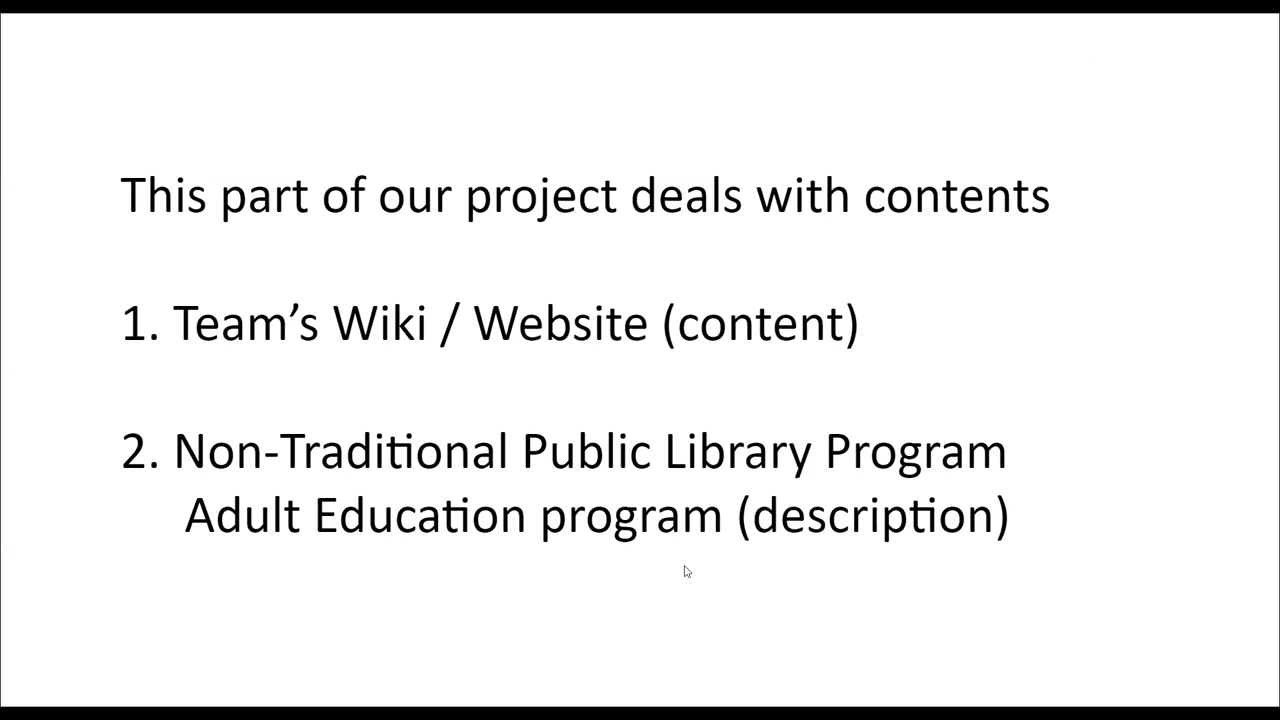 This part of our project deals with contents
1. Team’s Wiki / Website (content)
2. Non-Traditional Public Library Program
Adult Education program (description)